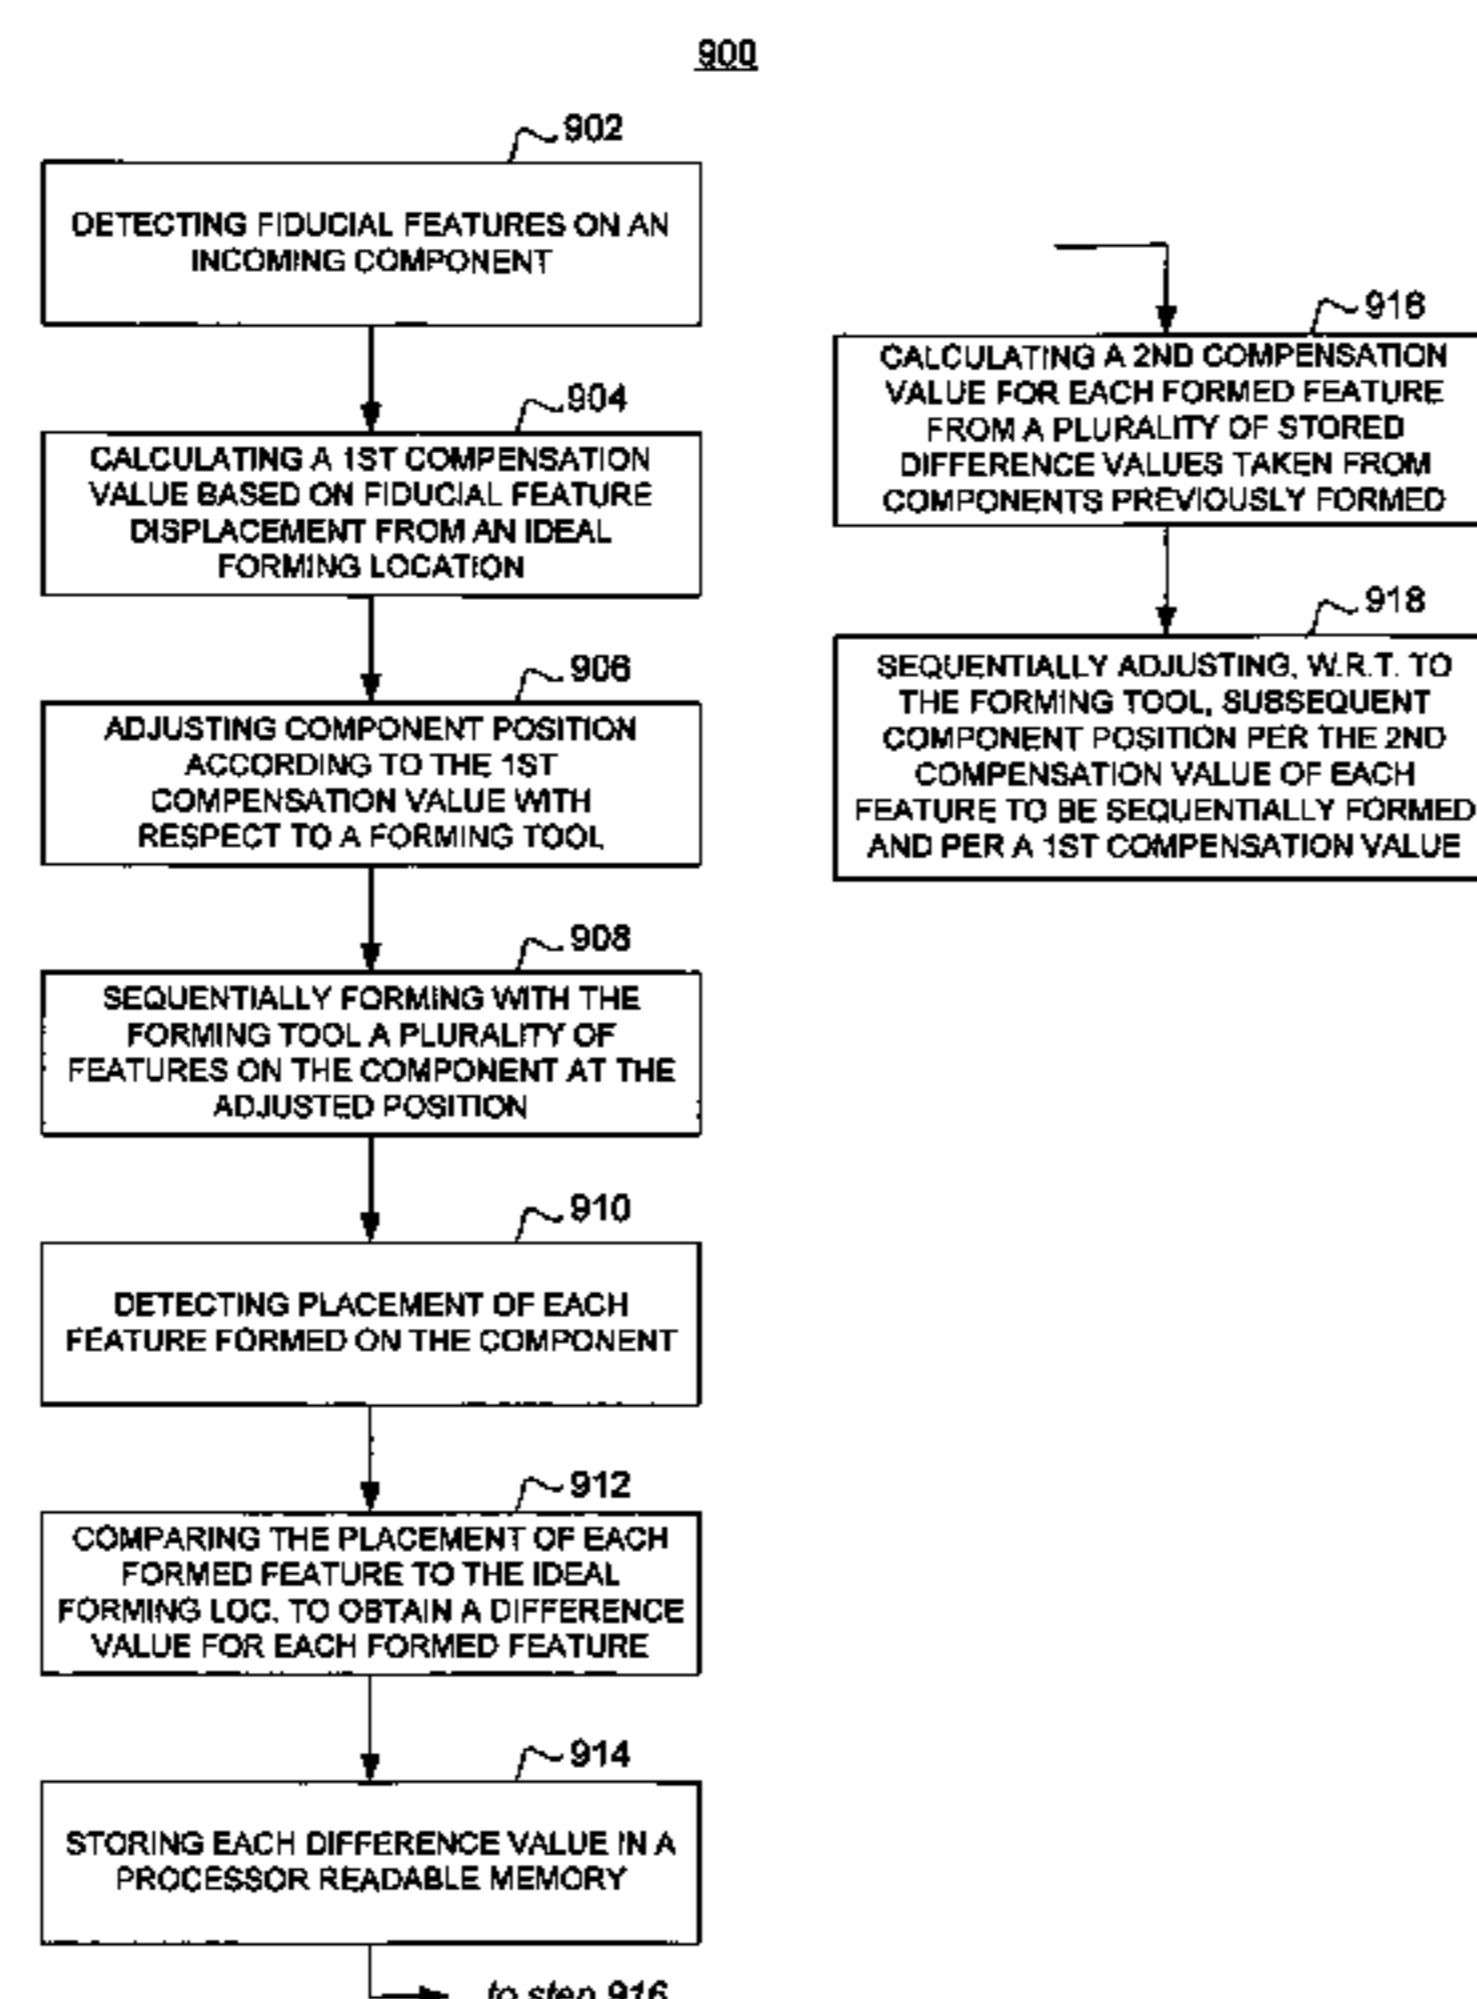 900
902
DETECTING FIDUCIAL FEATURES ON AN
INCOMING COMPONENT
904
CALCULATING A 1ST COMPENSATION
VALUE BASED ON FIDUCIAL FEATURE
DISPLACEMENT FROM AN IDEAL
FORMING LOCATION
906
ADJUSTING COMPONENT POSITION
ACCORDING TO THE 1ST
COMPENSATION VALUE WITH
RESPECT TO A FORMING TOOL
908
SEQUENTIALLY FORMING WITH THE
FORMING TOOL A PLURALITY OF
FEATURES ON THE COMPONENT AT THE
ADJUSTED POSITION
910
DETECTING PLACEMENT OF EACH
FEATURE FORMED ON THE COMPONENT
912
COMPARING THE PLACEMENT OF EACH
FORMED FEATURE TO THE IDEAL
FORMING LOC. TO OBTAIN A DIFFERENCE
VALUE FOR EACH FORMED FEATURE
914
STORING EACH DIFFERENCE VALUE IN A
PROCESSOR READABLE MEMORY
to step 916
916
CALCULATING A 2ND COMPENSATION
VALUE FOR EACH FORMED FEATURE
FROM A PLURALITY OF STORED
DIFFERENCE VALUES TAKEN FROM
COMPONENTS PREVIOUSLY FORMED
918
SEQUENTIALLY ADJUSTING, W.R.T. TO
THE FORMING TOOL, SUBSEQUENT
COMPONENT POSITION PER THE 2ND
COMPENSATION VALUE OF EACH
FEATURE TO BE SEQUENTIALLY FORMED
AND PER A 1ST COMPENSATION VALUE